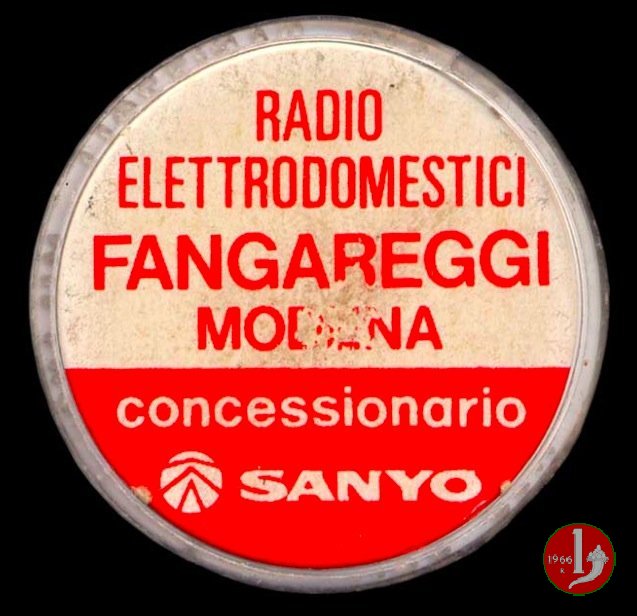 RADIO
ELETTRODOMESTICI
FANGAREGGI
MODENA
concessionario
SANYO
1966
K